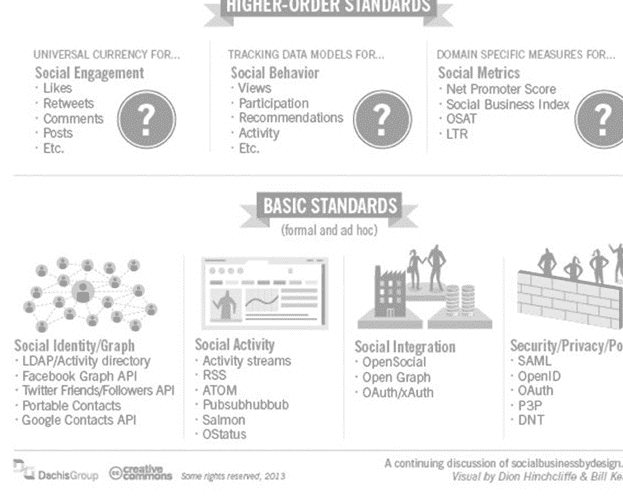 HIGHER-ORDER STANDARDS
UNIVERSAL CURRENCY FOR...
Social Engagement
· Likes
· Retweets
· Comments
· Posts
· Etc.
?
TRACKING DATA MODELS FOR...
Social Behavior
· Views
· Participation
· Recommendations
· Activity
· Etc.
?
DOMAIN SPECIFIC MEASURES FOR...
Social Metrics
· Net Promoter Score
· Social Business Index
· OSAT
· LTR
?
BASIC STANDARDS
(formal and ad hoc)
Social Identity/Graph
· LDAP/Activity directory
· Facebook Graph API
· Twitter Friends/Followers API
· Portable Contacts
· Google Contacts API
Social Activity
· Activity streams
· RSS
· ATOM
· Pubsubhubbub
· Salmon
· OStatus
Social Integration
· OpenSocial
· Open Graph
· OAuth/xAuth
Security/Privacy/Po
· SAML
· OpenID
· OAuth
· P3P
· DNT
DachisGroup
cc creative commons
Some rights reserved, 2013
A continuing discussion of socialbusinessbydesign.
Visual by Dion Hinchcliffe & Bill Ke